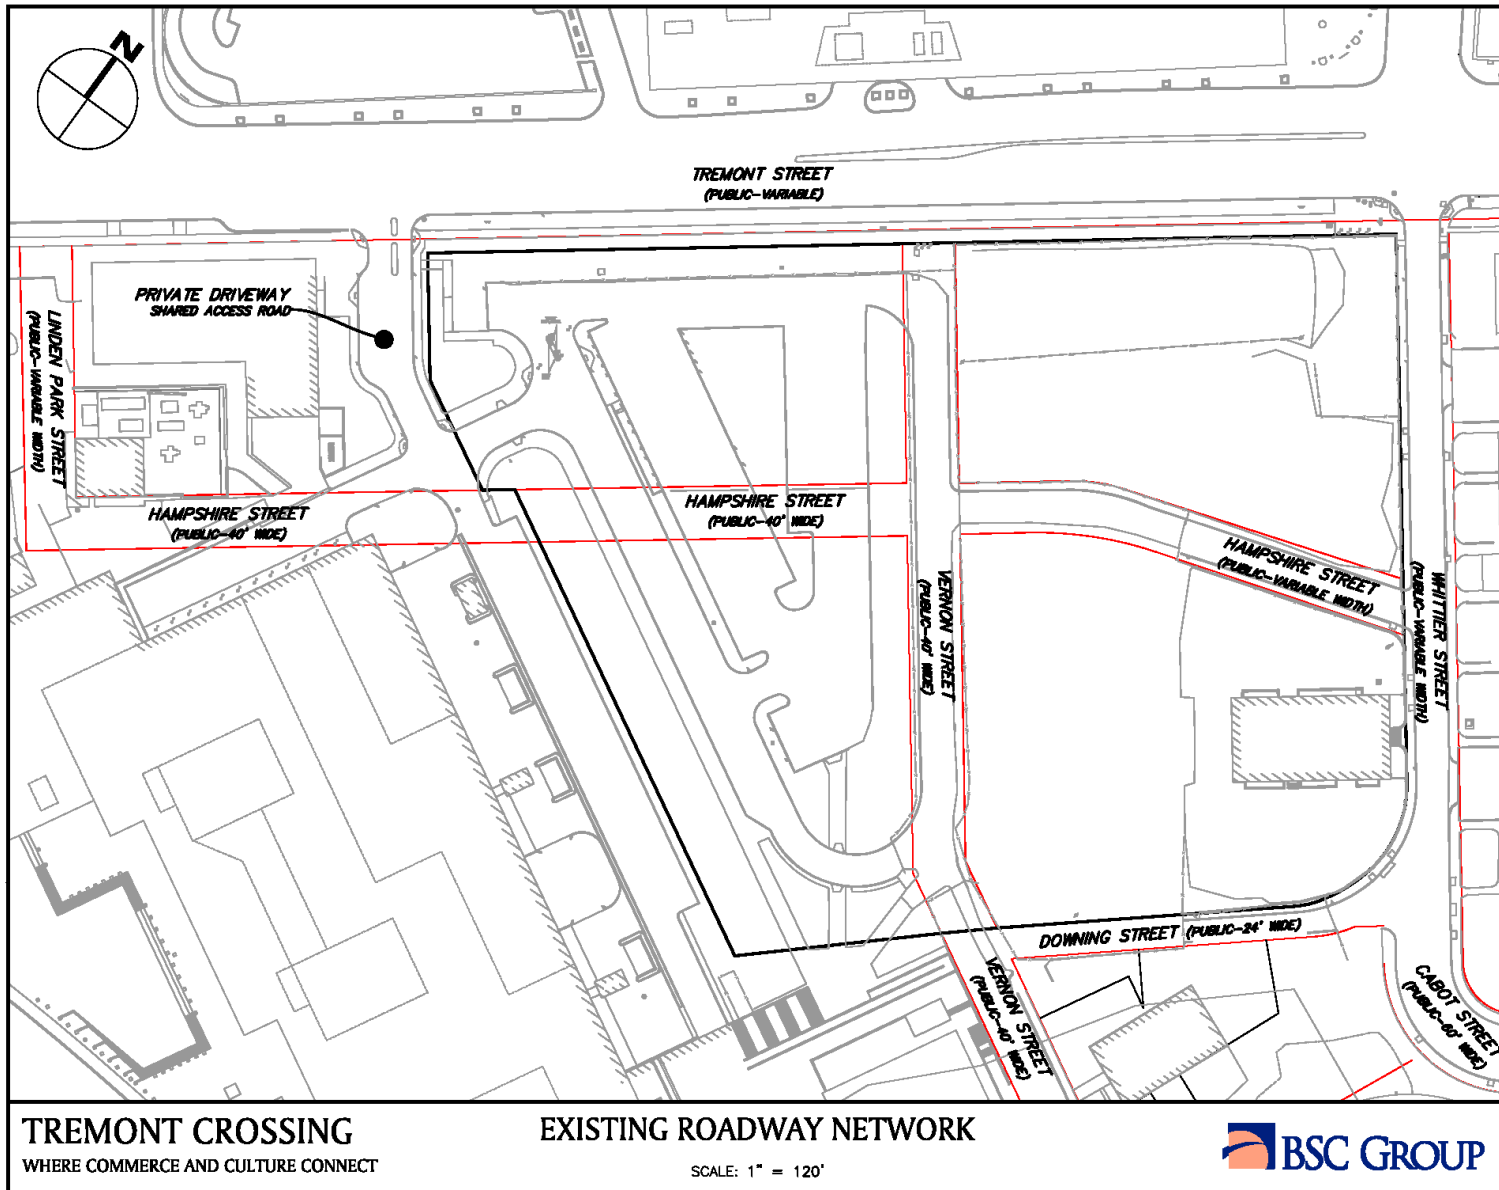 N
TREMONT STREET
(PUBLIC-VARIABLE)
PRIVATE DRIVEWAY
SHARED ACCESS ROAD
LINDEN PARK STREET
(PUBLIC-VARIABLE WIDTH)
HAMPSHIRE STREET
(PUBLIC-40' WIDE)
HAMPSHIRE STREET
(PUBLIC-40' WIDE)
HAMPSHIRE STREET
(PUBLIC-VARIABLE WIDTH)
VERNON STREET
(PUBLIC-40' WIDE)
WHITTIER STREET
(PUBLIC-VARIABLE WIDTH)
DOWNING STREET (PUBLIC-24' WIDE)
VERNON STREET
(PUBLIC-40' WIDE)
CABOT STREET
(PUBLIC-60' WIDE)
TREMONT CROSSING
WHERE COMMERCE AND CULTURE CONNECT
EXISTING ROADWAY NETWORK
SCALE: 1" = 120'
BSC GROUP